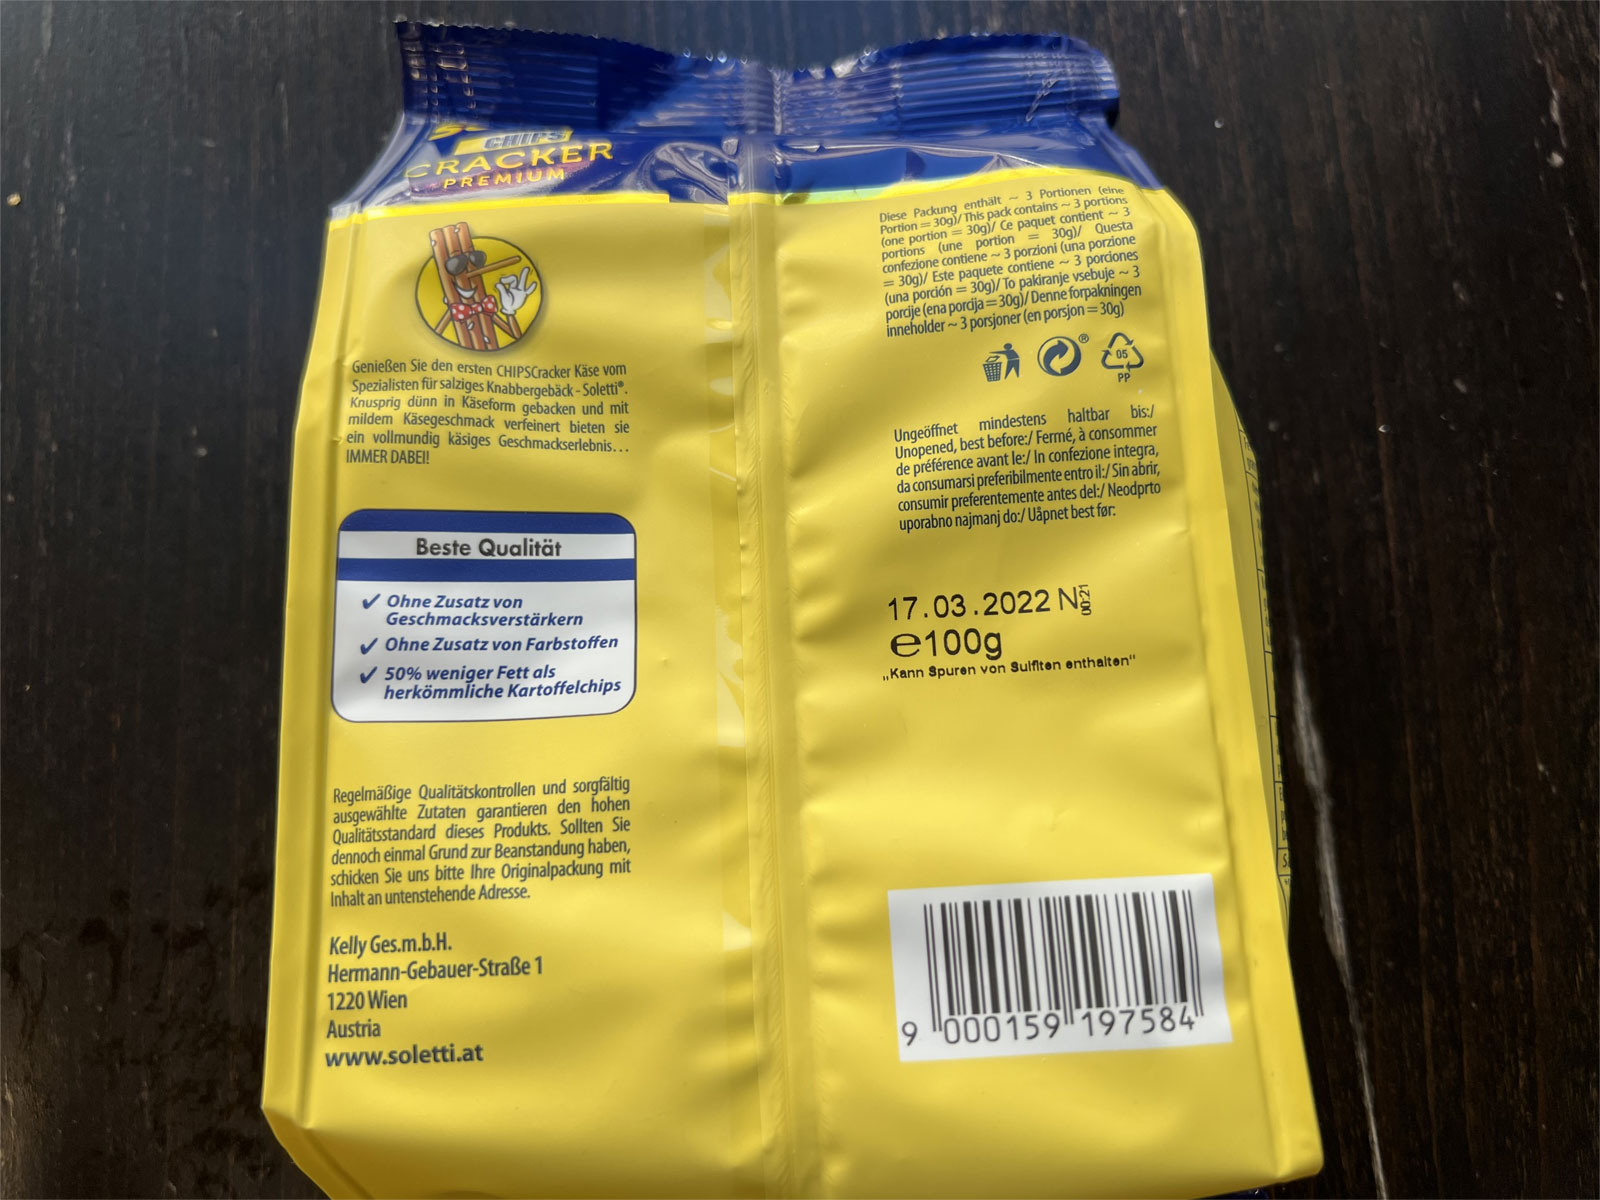 CHIPS
CRACKER
PREMIUM
Genießen Sie den ersten CHIPSCracker Käse vom
Spezialisten für salziges Knabbergebäck - Soletti®.
Knusprig dünn in Käseform gebacken und mit
mildem Käsegeschmack verfeinert bieten sie
ein vollmundig käsiges Geschmackserlebnis...
IMMER DABEI!
Beste Qualität
✓ Ohne Zusatz von
Geschmacksverstärkern
✓ Ohne Zusatz von Farbstoffen
✓ 50% weniger Fett als
herkömmliche Kartoffelchips
Regelmäßige Qualitätskontrollen und sorgfältig
ausgewählte Zutaten garantieren den hohen
Qualitätsstandard dieses Produkts. Sollten Sie
dennoch einmal Grund zur Beanstandung haben,
schicken Sie uns bitte Ihre Originalpackung mit
Inhalt an untenstehende Adresse.
Kelly Ges.m.b.H.
Hermann-Gebauer-Straße 1
1220 Wien
Austria
www.soletti.at
Diese Packung enthält ~ 3 Portionen (eine
Portion = 30g)/ This pack contains ~ 3 portions
(one portion = 30g)/ Ce paquet contient ~ 3
portions (une portion = 30g)/ Questa
confezione contiene ~ 3 porzioni (una porzione
= 30g)/ Este paquete contiene ~ 3 porciones
(una porción = 30g)/ To pakiranje vsebuje ~ 3
porcije (ena porcija = 30g)/ Denne forpakningen
inneholder ~ 3 porsjoner (en porsjon = 30g)
®
05
PP
Ungeöffnet mindestens haltbar bis:/
Unopened, best before:/ Fermé, à consommer
de préférence avant le:/ In confezione integra,
da consumarsi preferibilmente entro il:/ Sin abrir,
consumir preferentemente antes del:/ Neodprto
uporabno najmanj do:/ Uåpnet best før:
17.03.2022 N 00:21
℮100g
„Kann Spuren von Sulfiten enthalten"
9 000159 197584